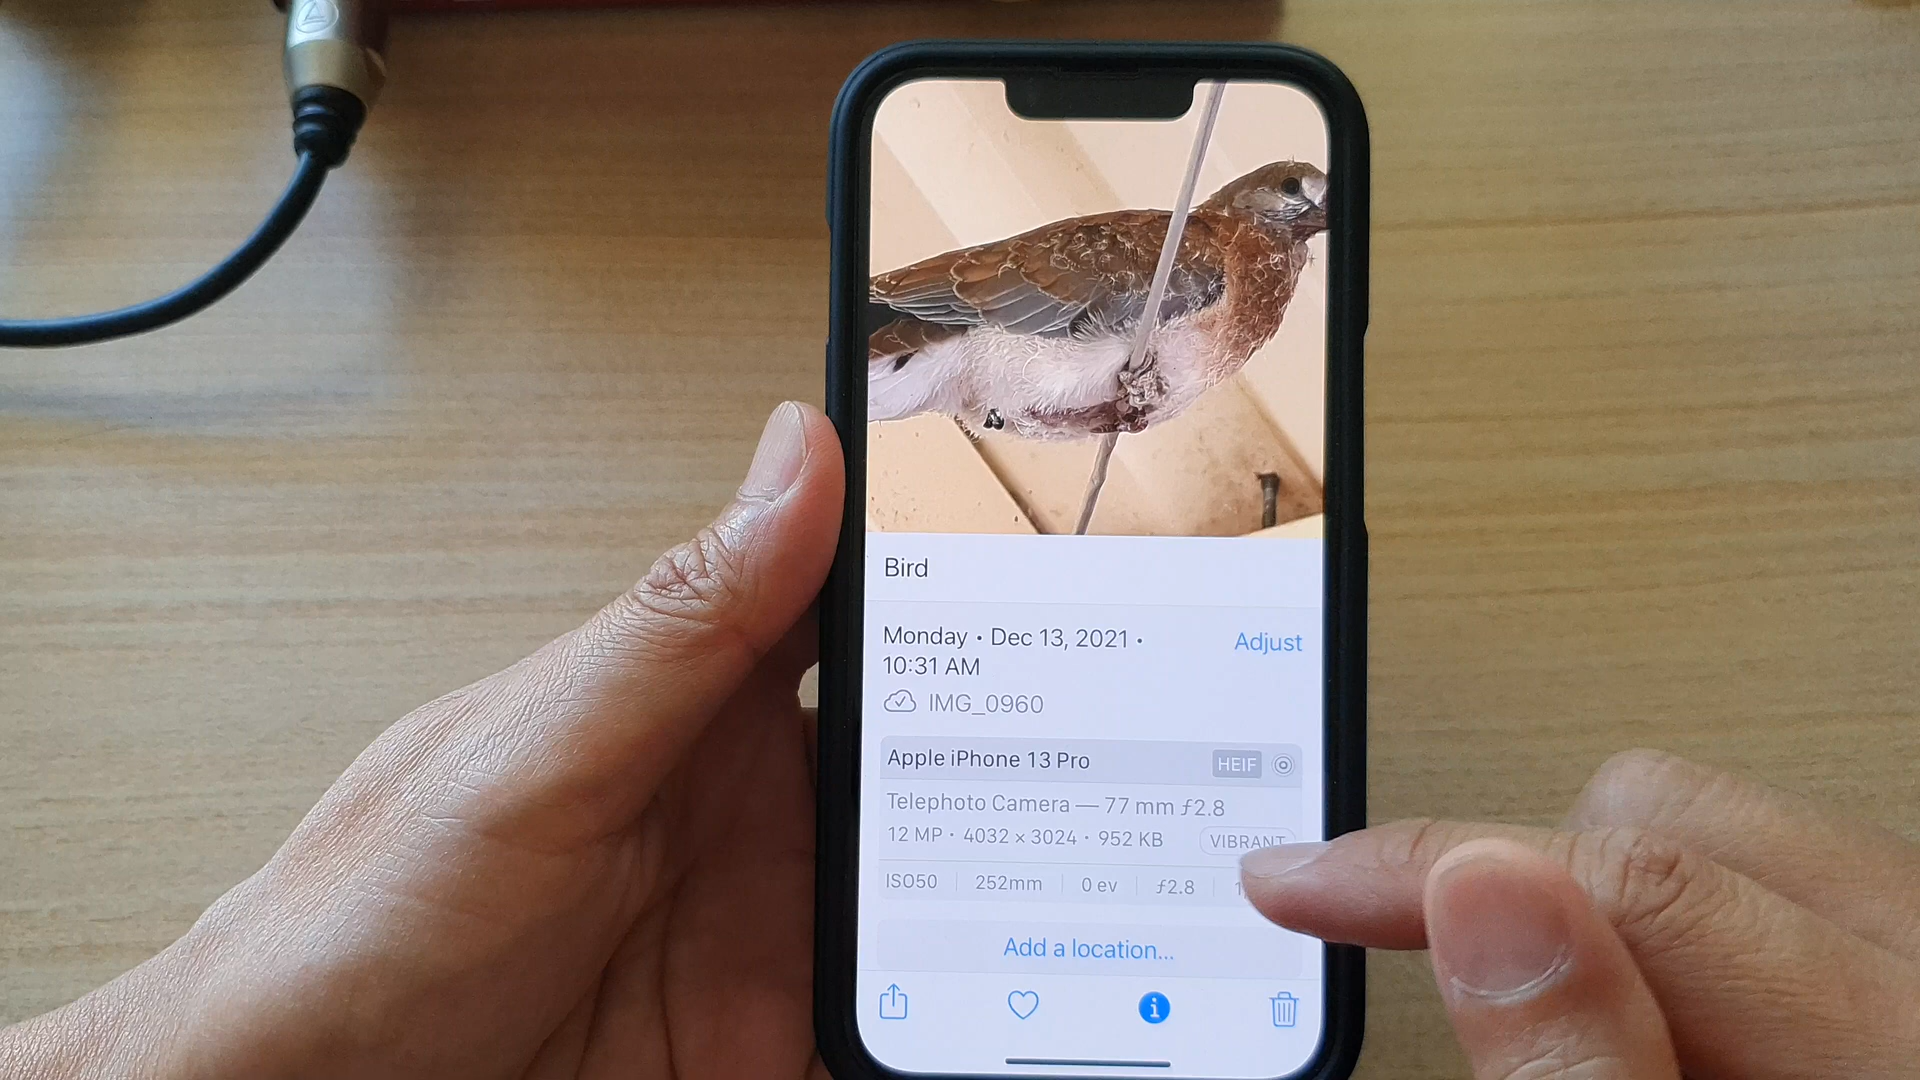 Bird
Monday • Dec 13, 2021 •
10:31 AM
Adjust
IMG_0960
Apple iPhone 13 Pro
HEIF
Telephoto Camera — 77 mm ƒ2.8
12 MP • 4032 × 3024 • 952 KB
VIBRANT
ISO50 252mm 0 ev ƒ2.8
Add a location...